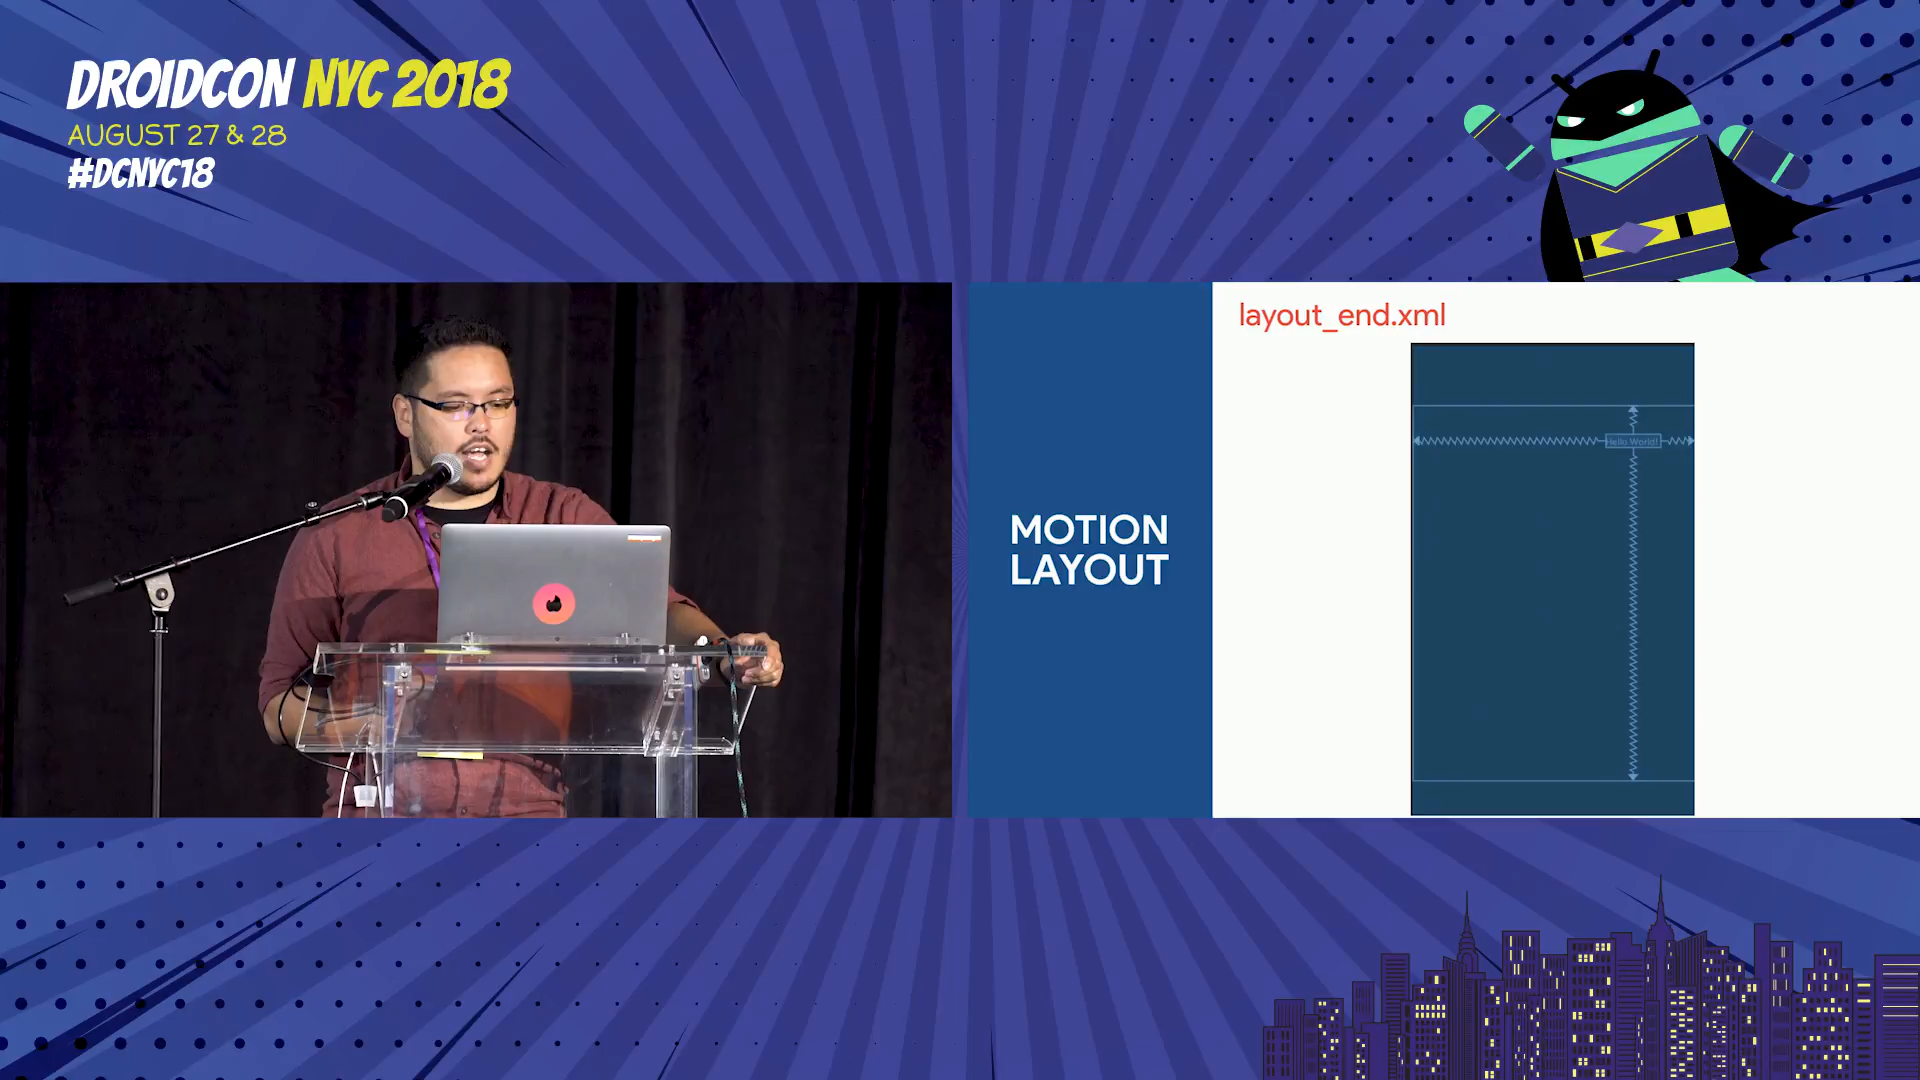 DROIDCON NYC 2018
AUGUST 27 & 28
#DCNYC18
layout_end.xml
Hello World!
MOTION
LAYOUT